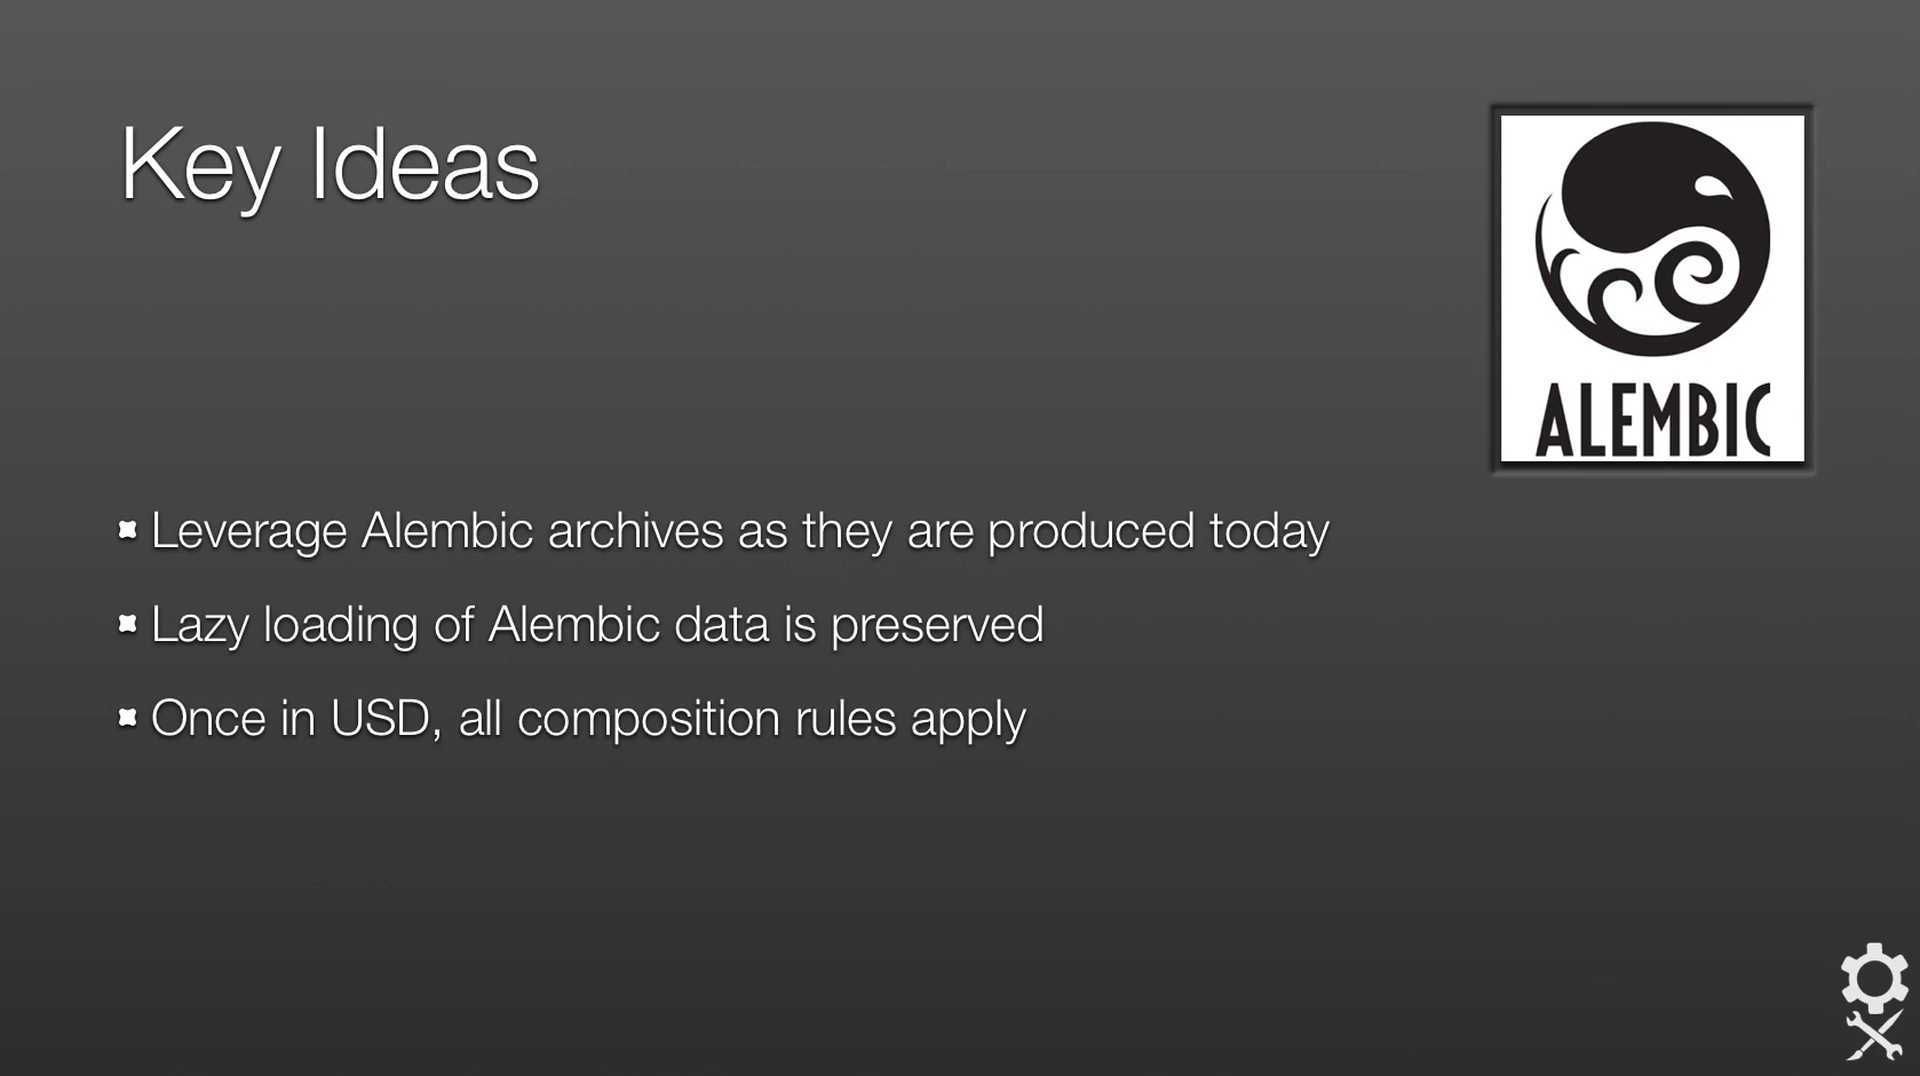 Key Ideas
ALEMBIC
Leverage Alembic archives as they are produced today
Lazy loading of Alembic data is preserved
Once in USD, all composition rules apply